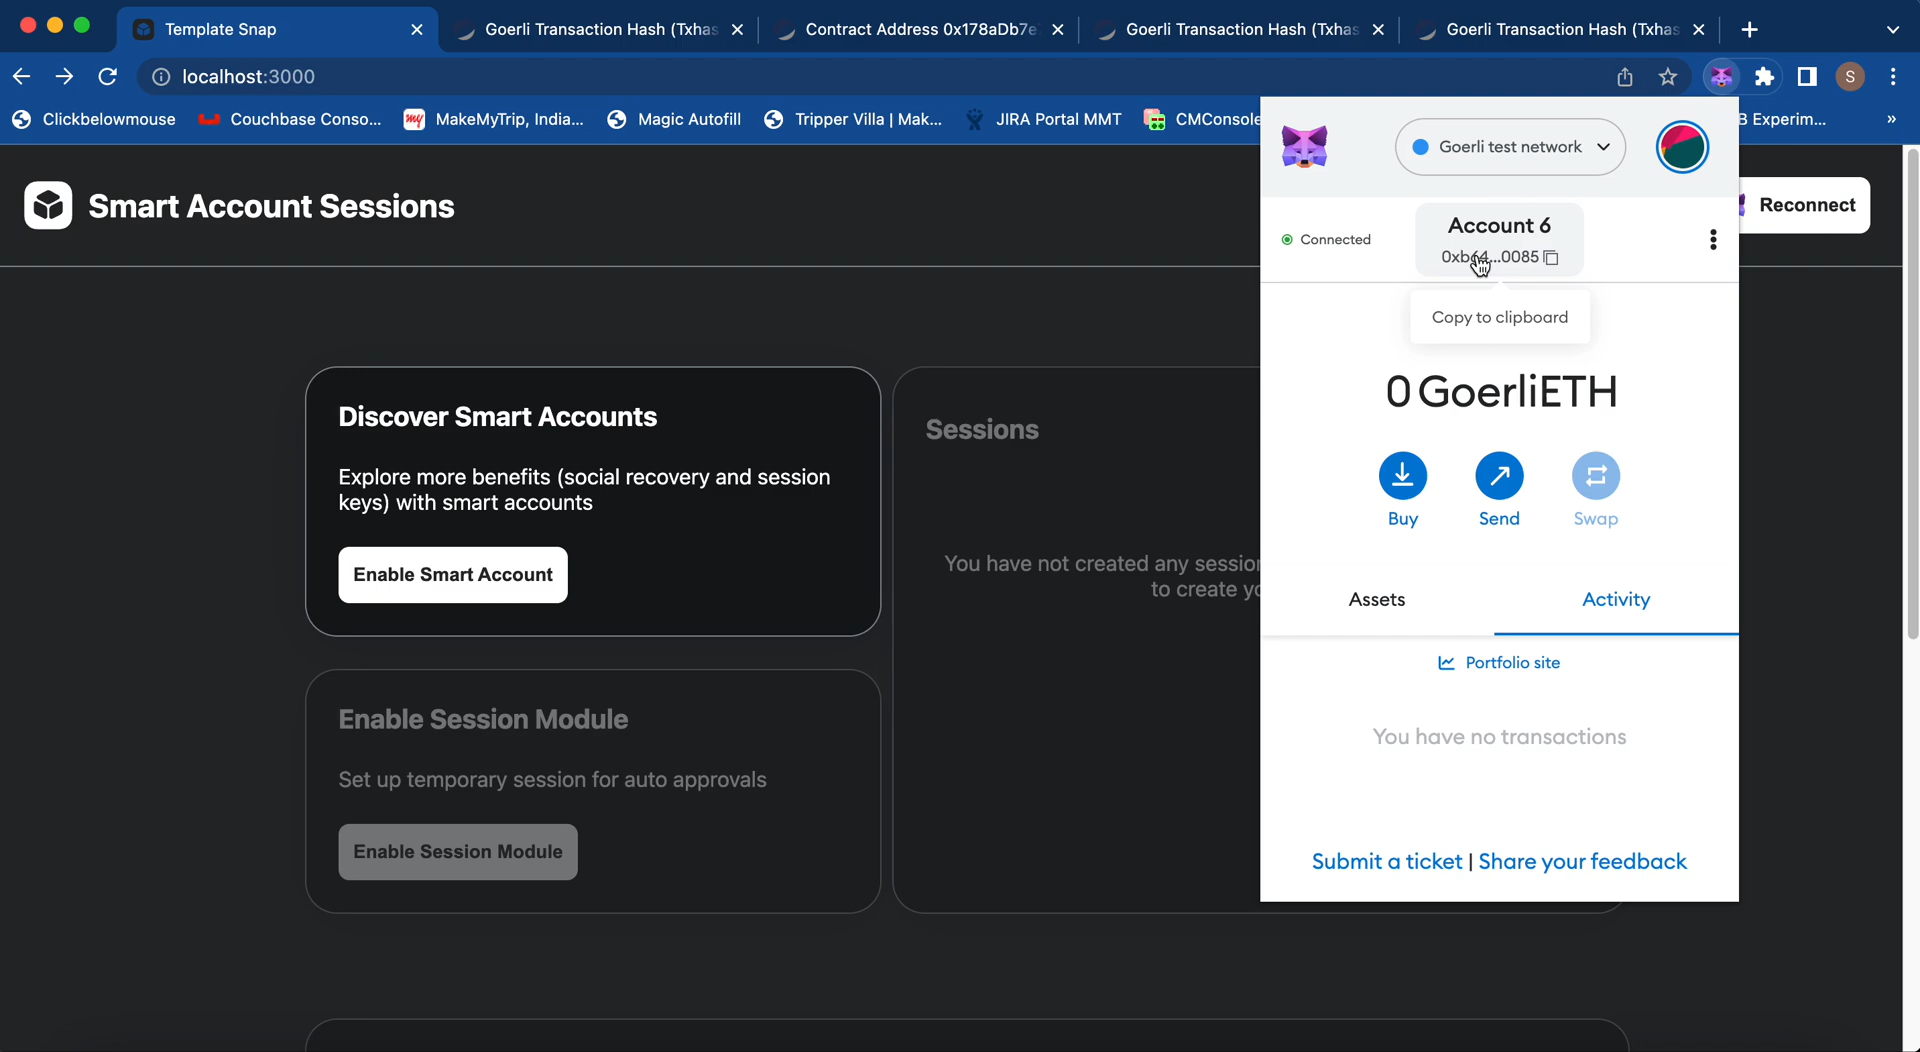 Template Snap
Goerli Transaction Hash (Txhas
Contract Address 0x178aDb7e
Goerli Transaction Hash (Txhas
Goerli Transaction Hash (Txhas
localhost:3000
S
Clickbelowmouse
Couchbase Conso...
my
MakeMyTrip, India...
Magic Autofill
Tripper Villa | Mak...
JIRA Portal MMT
CMConsole
B Experim...
»
Smart Account Sessions
Goerli test network
Reconnect
Connected
Account 6
...0085
Copy to clipboard
0 GoerliETH
Buy
Send
Swap
Assets
Activity
Portfolio site
You have no transactions
Submit a ticket | Share your feedback
Discover Smart Accounts
Explore more benefits (social recovery and session
keys) with smart accounts
Enable Smart Account
Sessions
You have not created any session
to create yo
Enable Session Module
Set up temporary session for auto approvals
Enable Session Module